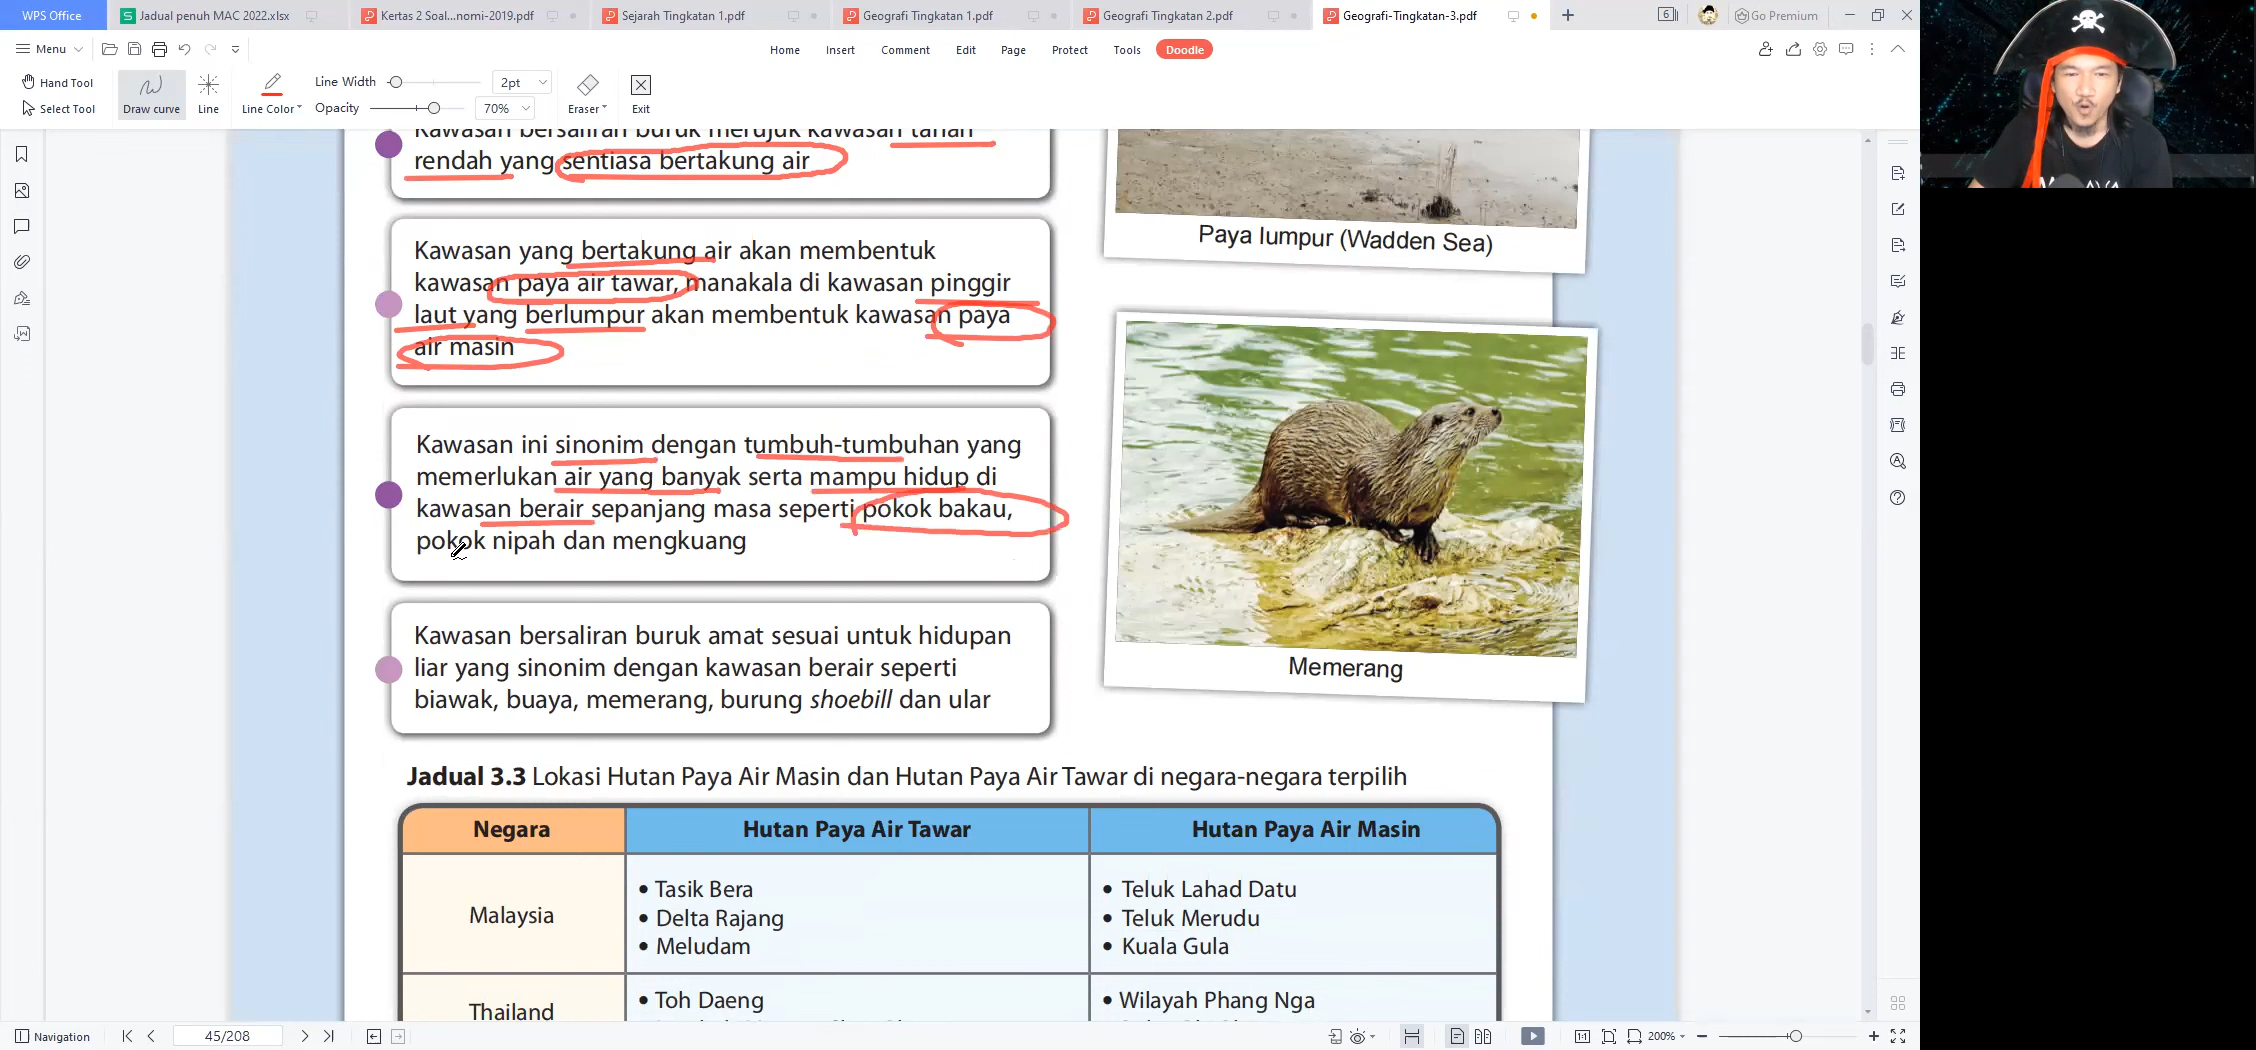 WPS Office
Jadual penuh MAC 2022.xlsx
Kertas 2 Soal...nomi-2019.pdf
Sejarah Tingkatan 1.pdf
Geografi Tingkatan 1.pdf
Geografi Tingkatan 2.pdf
Geografi-Tingkatan-3.pdf
6
Go Premium
Menu
Home Insert Comment Edit Page Protect Tools Doodle
Hand Tool
Select Tool
Draw curve
Line
Line Color
Line Width 2pt
Opacity 70%
Eraser
Exit
Kawasan bersaliran buruk merujuk kawasan tanah
rendah yang sentiasa bertakung air
Kawasan yang bertakung air akan membentuk
kawasan paya air tawar, manakala di kawasan pinggir
laut yang berlumpur akan membentuk kawasan paya
air masin
Kawasan ini sinonim dengan tumbuh-tumbuhan yang
memerlukan air yang banyak serta mampu hidup di
kawasan berair sepanjang masa seperti pokok bakau,
pokok nipah dan mengkuang
Kawasan bersaliran buruk amat sesuai untuk hidupan
liar yang sinonim dengan kawasan berair seperti
biawak, buaya, memerang, burung shoebill dan ular
Paya lumpur (Wadden Sea)
Memerang
Jadual 3.3 Lokasi Hutan Paya Air Masin dan Hutan Paya Air Tawar di negara-negara terpilih
Negara Hutan Paya Air Tawar Hutan Paya Air Masin
Malaysia
• Tasik Bera
• Delta Rajang
• Meludam
• Teluk Lahad Datu
• Teluk Merudu
• Kuala Gula
Thailand
• Toh Daeng
• Wilayah Phang Nga
Navigation
45/208
200%